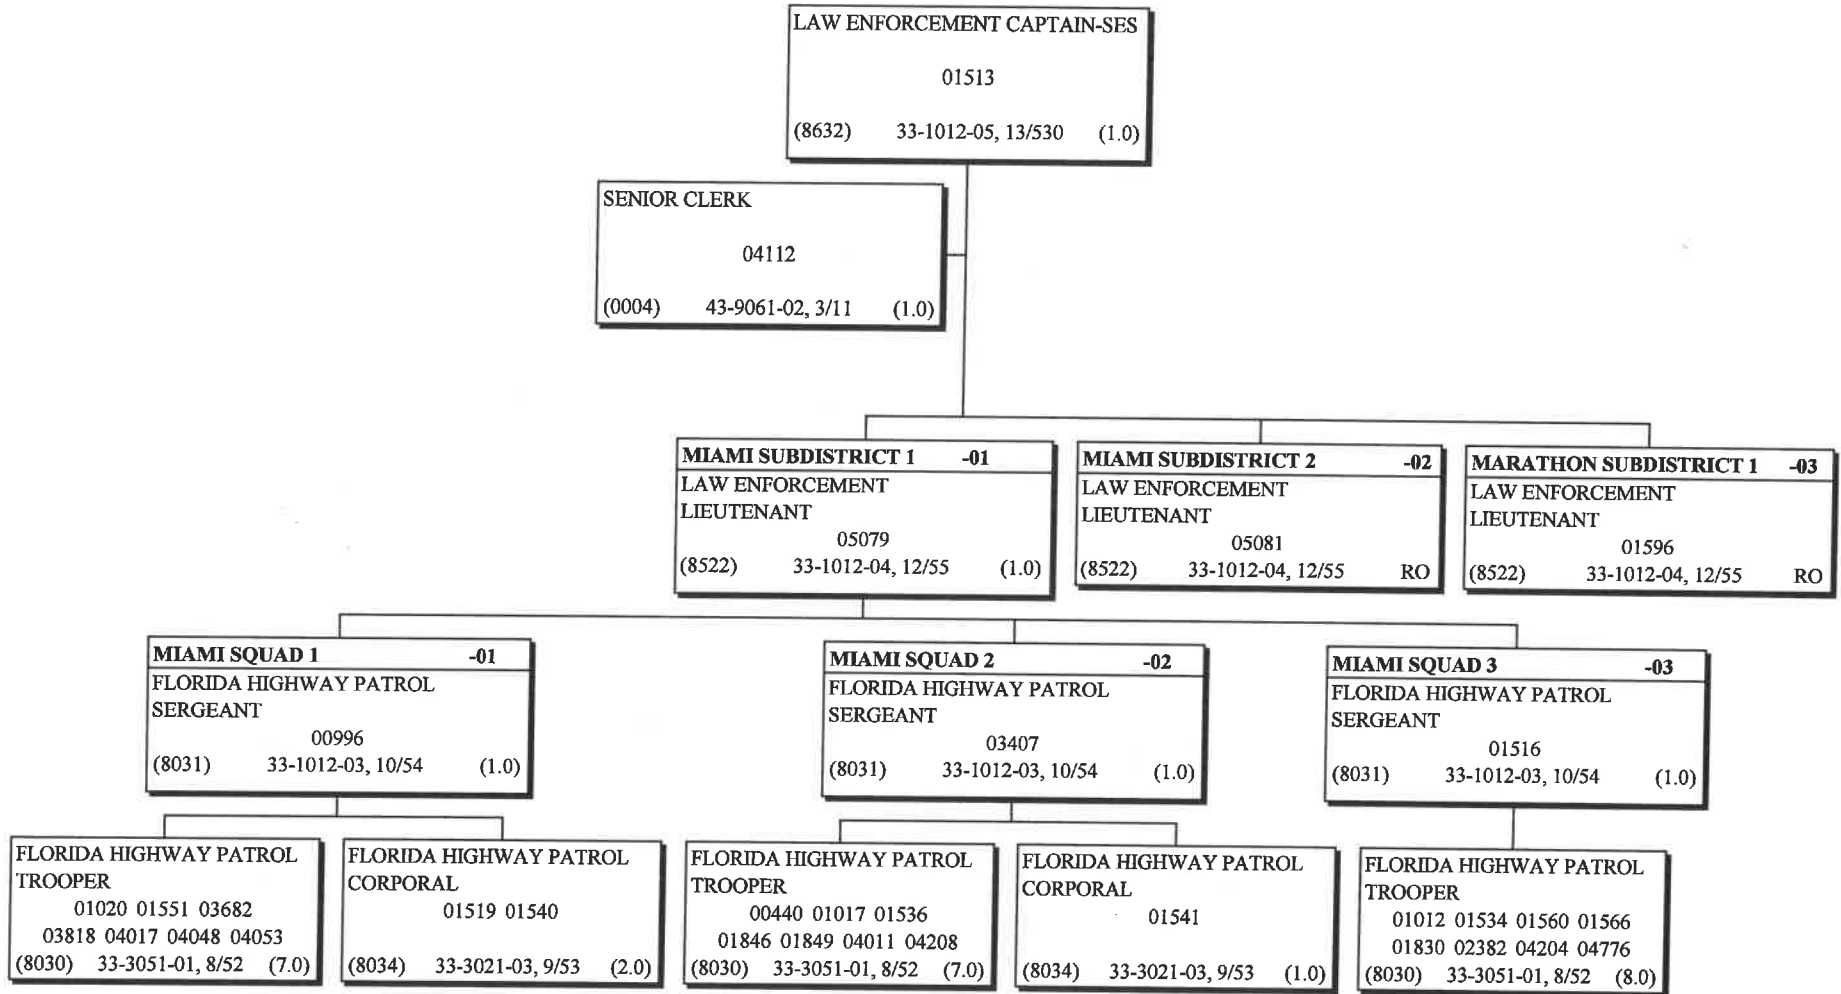 LAW ENFORCEMENT CAPTAIN-SES
01513
(8632) 33-1012-05, 13/530 (1.0)
SENIOR CLERK
04112
(0004) 43-9061-02, 3/11 (1.0)
MIAMI SUBDISTRICT 1 -01
LAW ENFORCEMENT
LIEUTENANT
05079
(8522) 33-1012-04, 12/55 (1.0)
MIAMI SUBDISTRICT 2 -02
LAW ENFORCEMENT
LIEUTENANT
05081
(8522) 33-1012-04, 12/55 RO
MARATHON SUBDISTRICT 1 -03
LAW ENFORCEMENT
LIEUTENANT
01596
(8522) 33-1012-04, 12/55 RO
MIAMI SQUAD 1 -01
FLORIDA HIGHWAY PATROL
SERGEANT
00996
(8031) 33-1012-03, 10/54 (1.0)
MIAMI SQUAD 2 -02
FLORIDA HIGHWAY PATROL
SERGEANT
03407
(8031) 33-1012-03, 10/54 (1.0)
MIAMI SQUAD 3 -03
FLORIDA HIGHWAY PATROL
SERGEANT
01516
(8031) 33-1012-03, 10/54 (1.0)
FLORIDA HIGHWAY PATROL
TROOPER
01020 01551 03682
03818 04017 04048 04053
(8030) 33-3051-01, 8/52 (7.0)
FLORIDA HIGHWAY PATROL
CORPORAL
01519 01540
(8034) 33-3021-03, 9/53 (2.0)
FLORIDA HIGHWAY PATROL
TROOPER
00440 01017 01536
01846 01849 04011 04208
(8030) 33-3051-01, 8/52 (7.0)
FLORIDA HIGHWAY PATROL
CORPORAL
01541
(8034) 33-3021-03, 9/53 (1.0)
FLORIDA HIGHWAY PATROL
TROOPER
01012 01534 01560 01566
01830 02382 04204 04776
(8030) 33-3051-01, 8/52 (8.0)